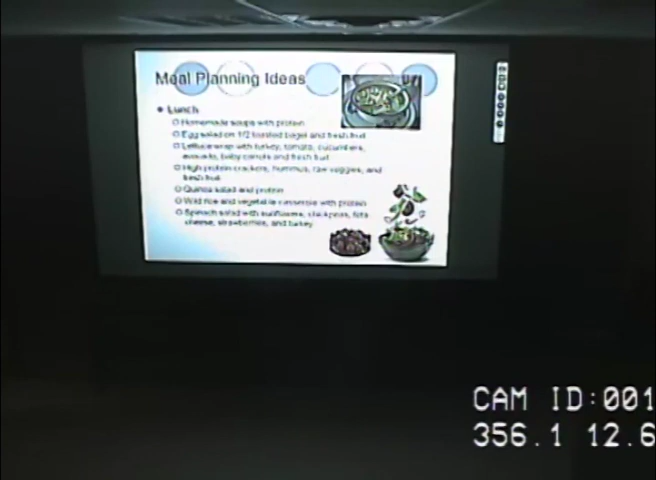 Meal Planning Ideas
Lunch
Homemade soups with protein
Egg salad on 1/2 toasted bagel and fresh fruit
Lettuce wrap with turkey, tomato, cucumbers,
avocado, baby carrots and fresh fruit
High protein crackers, hummus, raw veggies, and
fresh fruit
Quinoa salad and protein
Wild rice and vegetable casserole with protein
Spinach salad with sunflowers, chickpeas, feta
cheese, strawberries, and turkey
CAM ID:001
356.1 12.6